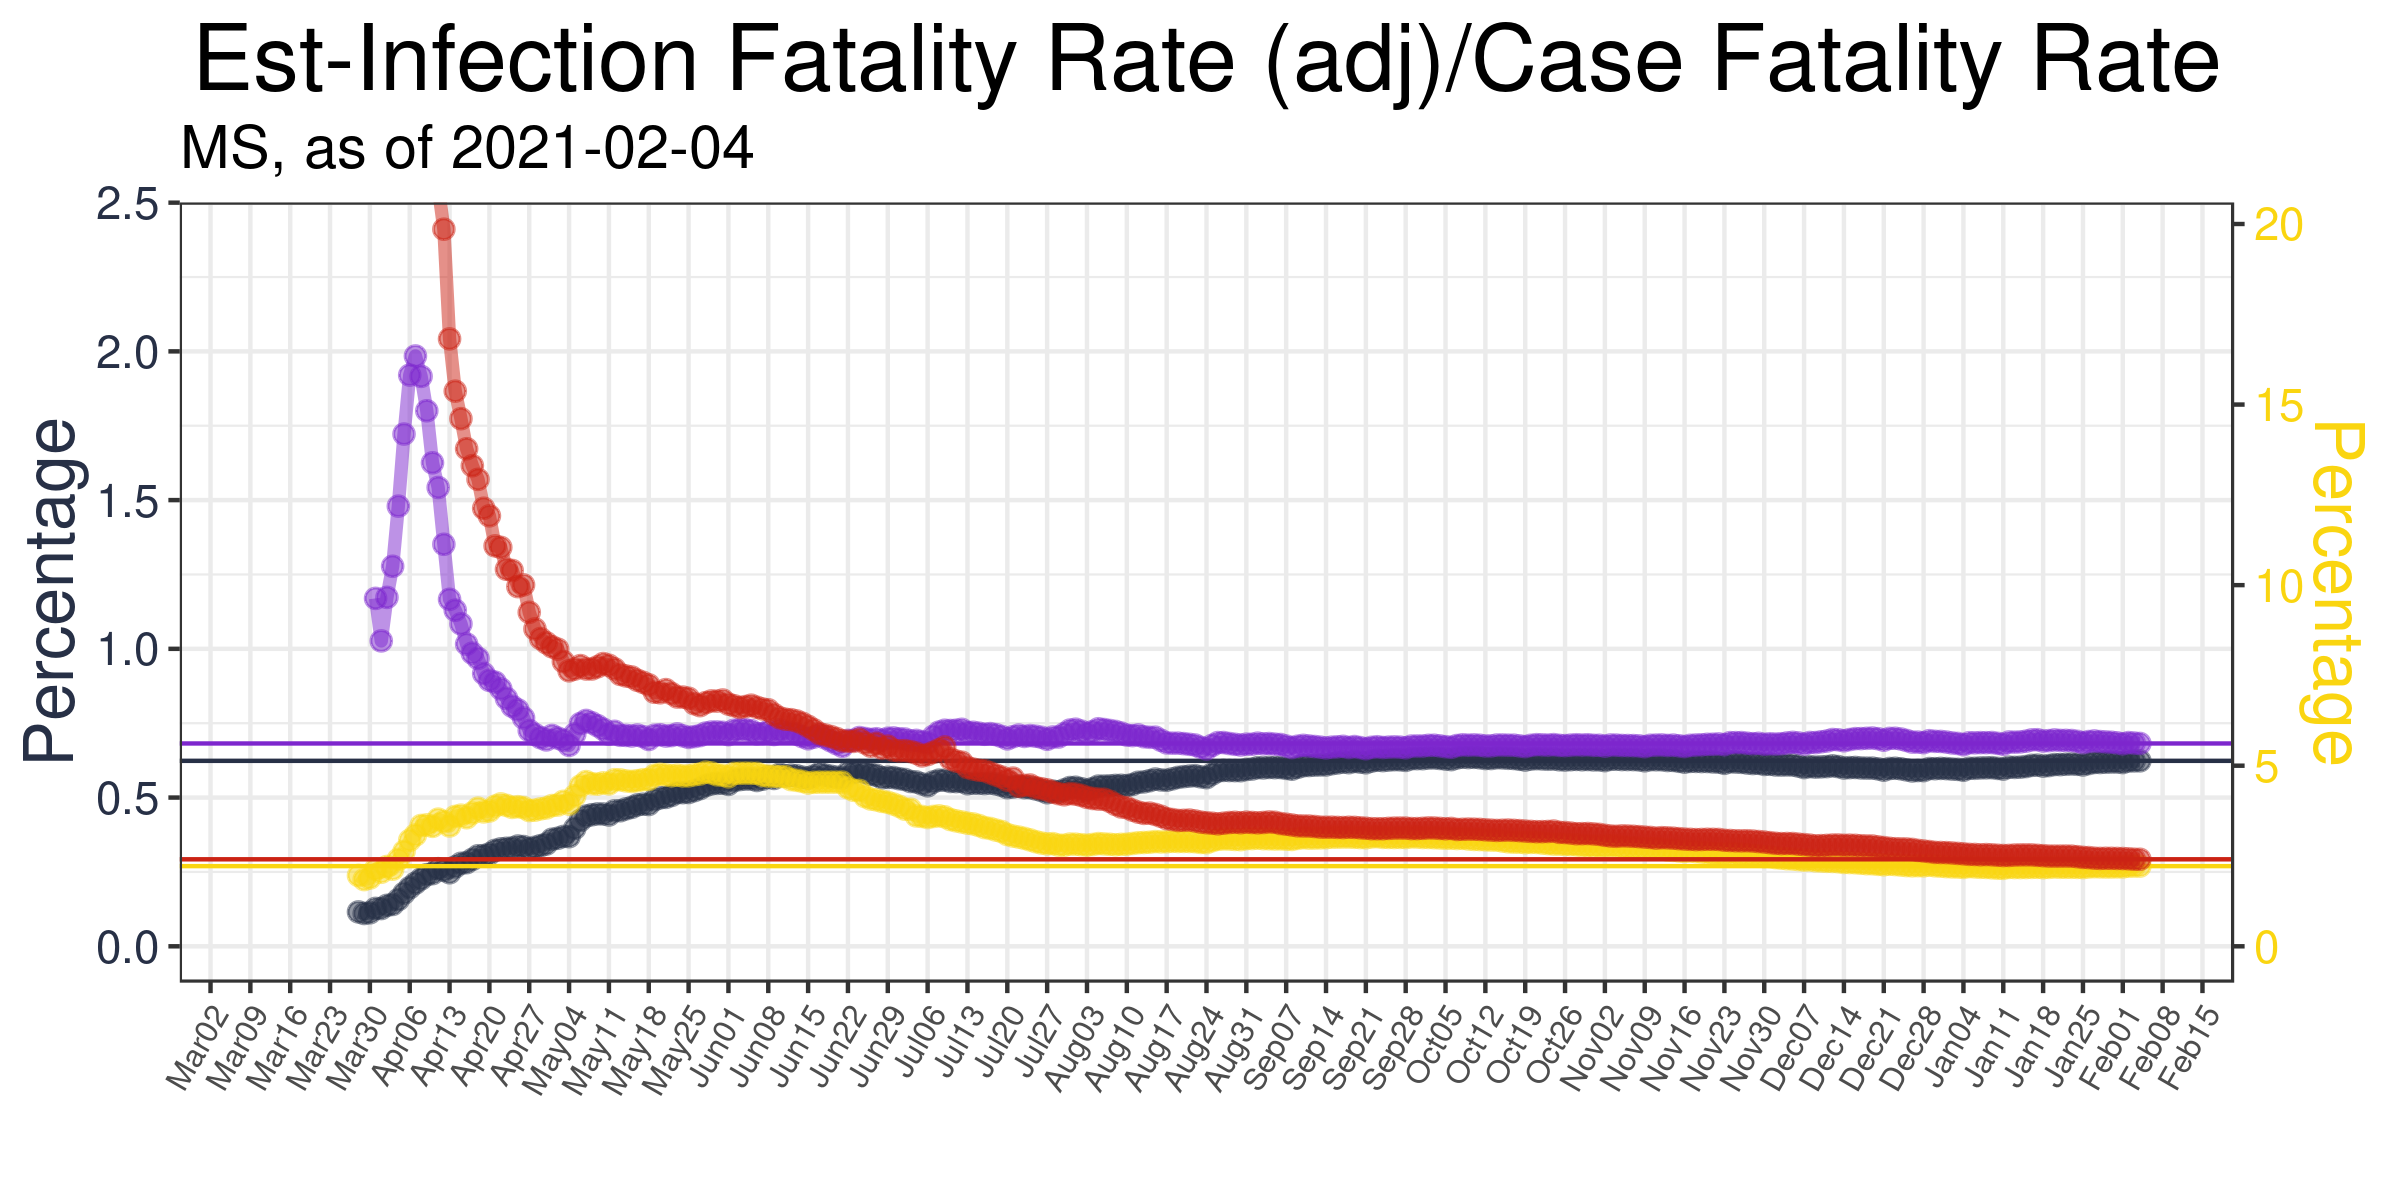 Est-Infection Fatality Rate (adj)/Case Fatality Rate
MS, as of 2021-02-04
Percentage
2.5
2.0
1.5
1.0
0.5
0.0
20
15
10
5
0
Percentage
Mar02 Mar09 Mar16 Mar23 Mar30 Apr06 Apr13 Apr20 Apr27 May04 May11 May18 May25 Jun01 Jun08 Jun15 Jun22 Jun29 Jul06 Jul13 Jul20 Jul27 Aug03 Aug10 Aug17 Aug24 Aug31 Sep07 Sep14 Sep21 Sep28 Oct05 Oct12 Oct19 Oct26 Nov02 Nov09 Nov16 Nov23 Nov30 Dec07 Dec14 Dec21 Dec28 Jan04 Jan11 Jan18 Jan25 Feb01 Feb08 Feb15